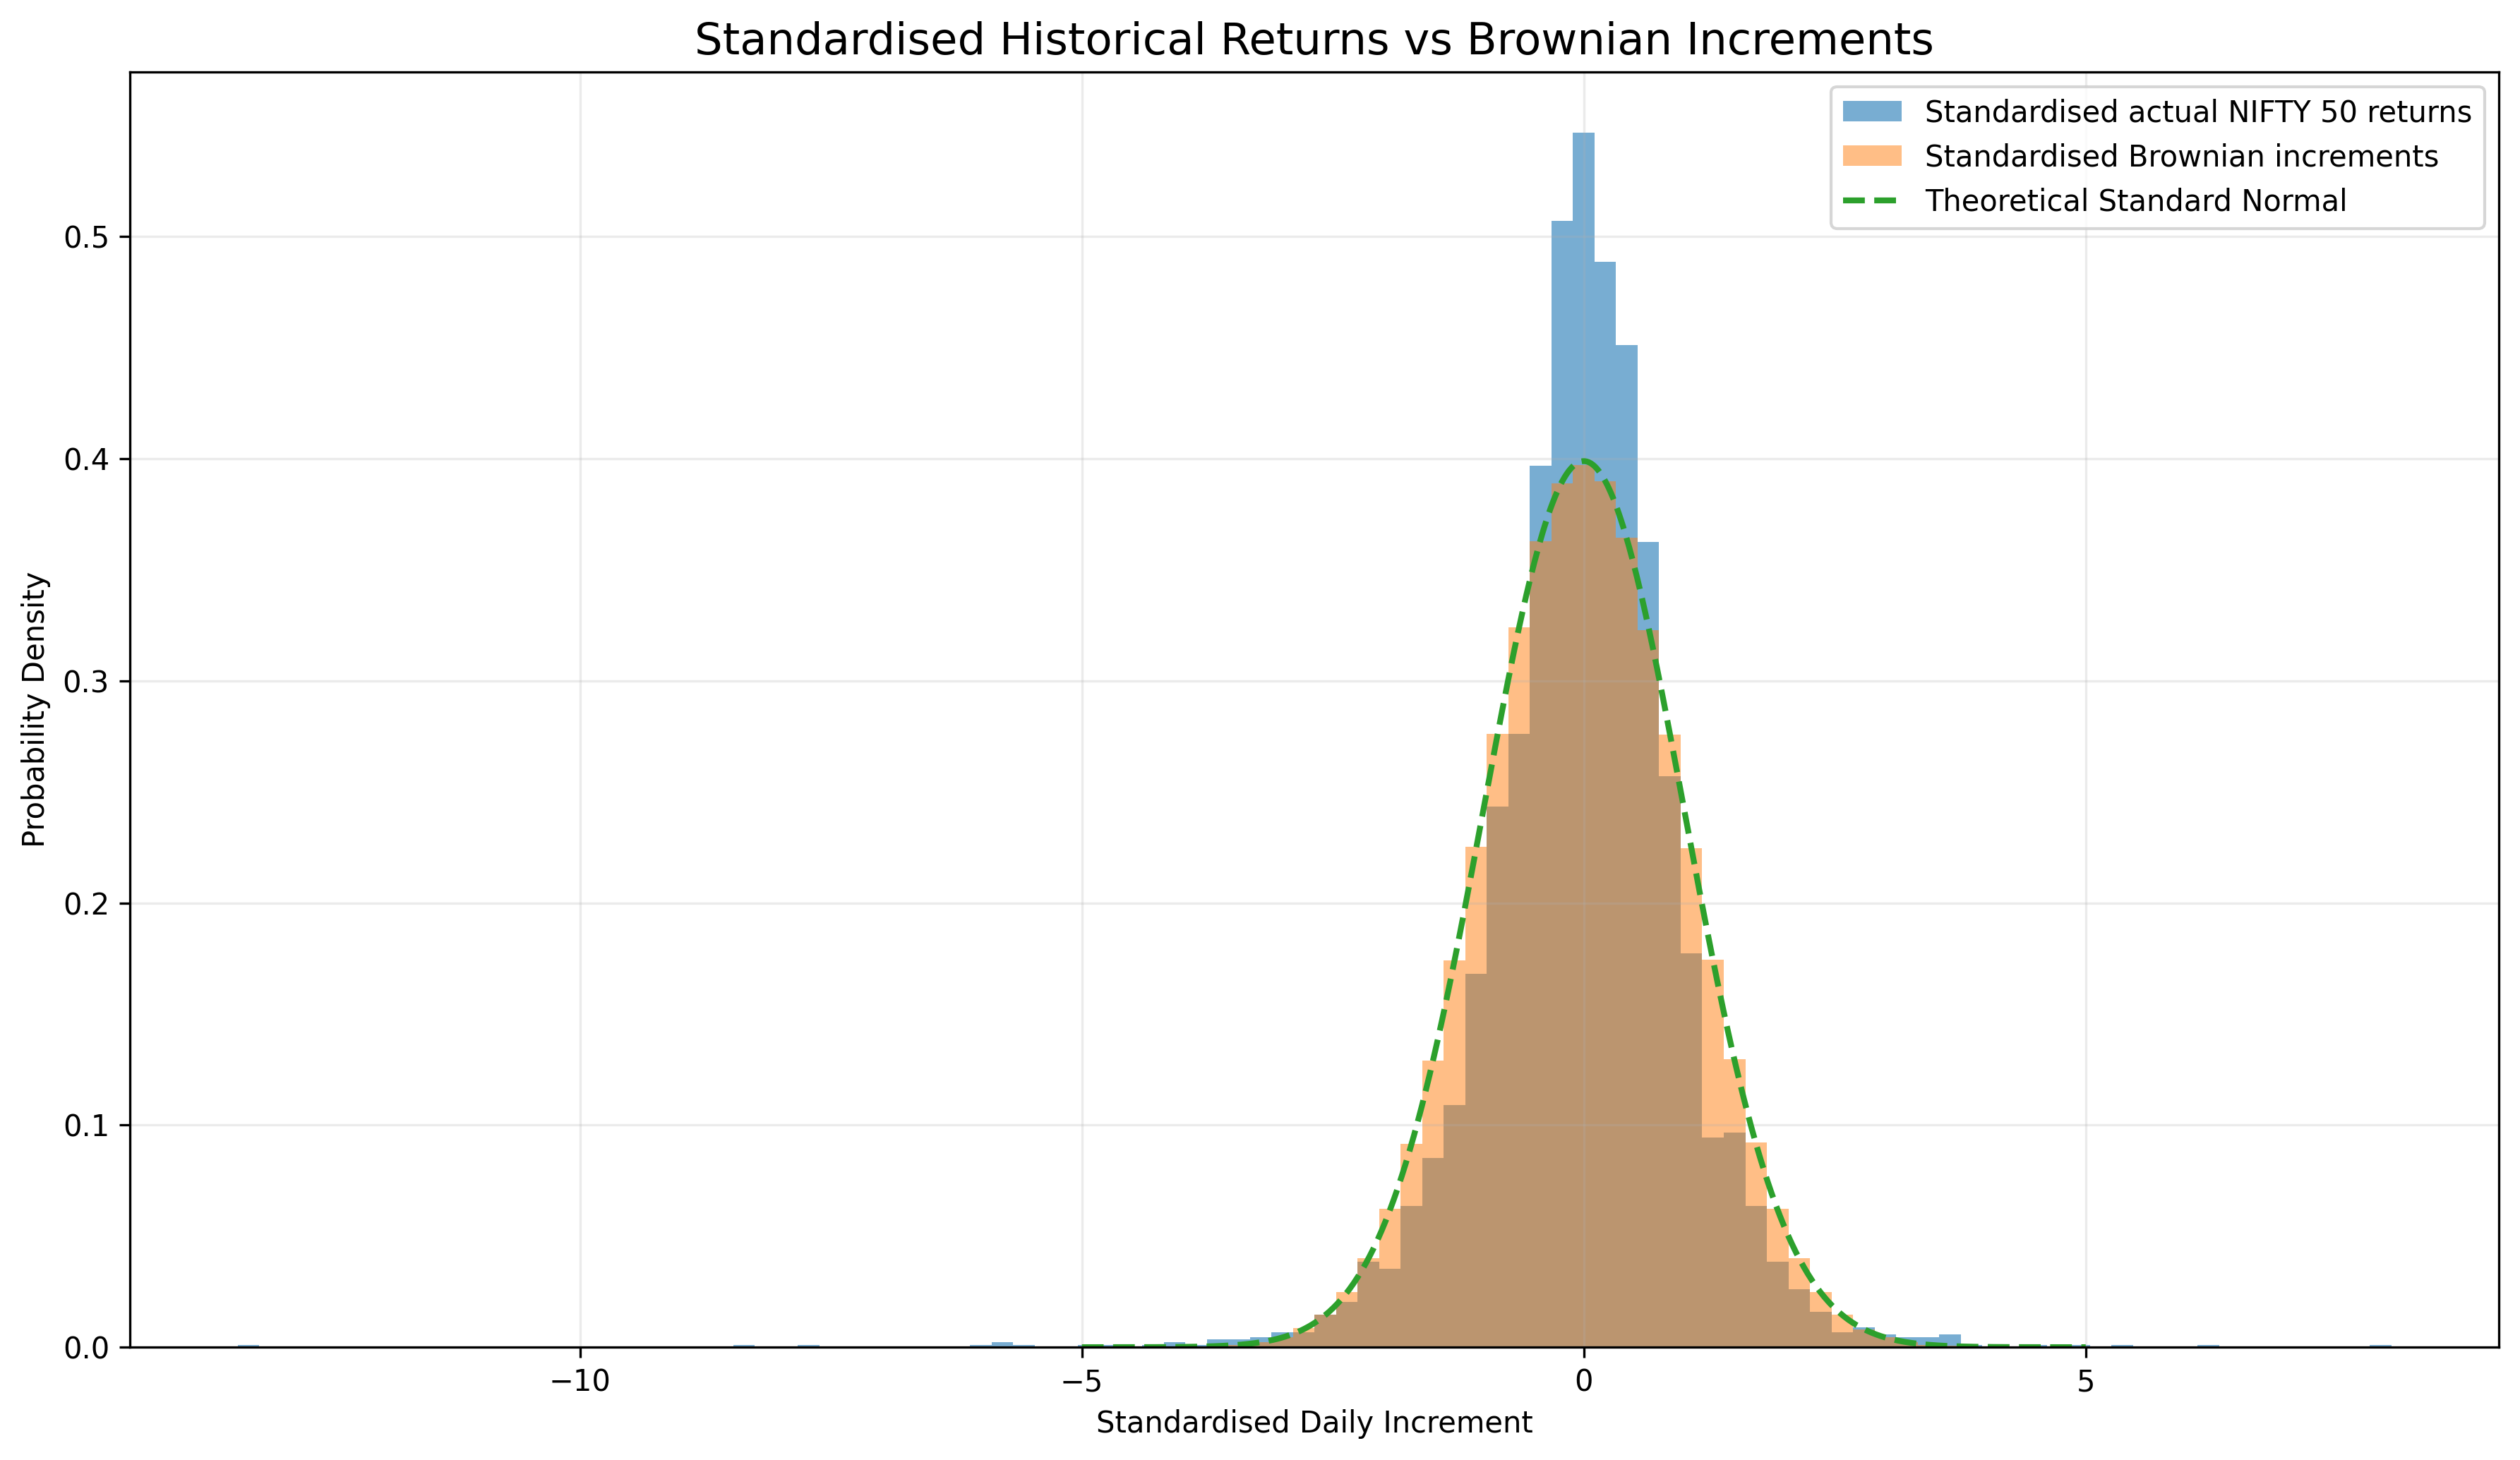 Standardised Historical Returns vs Brownian Increments
Standardised actual NIFTY 50 returns
Standardised Brownian increments
Theoretical Standard Normal
Probability Density
0.5
0.4
0.3
0.2
0.1
0.0
−10
−5
0
5
Standardised Daily Increment